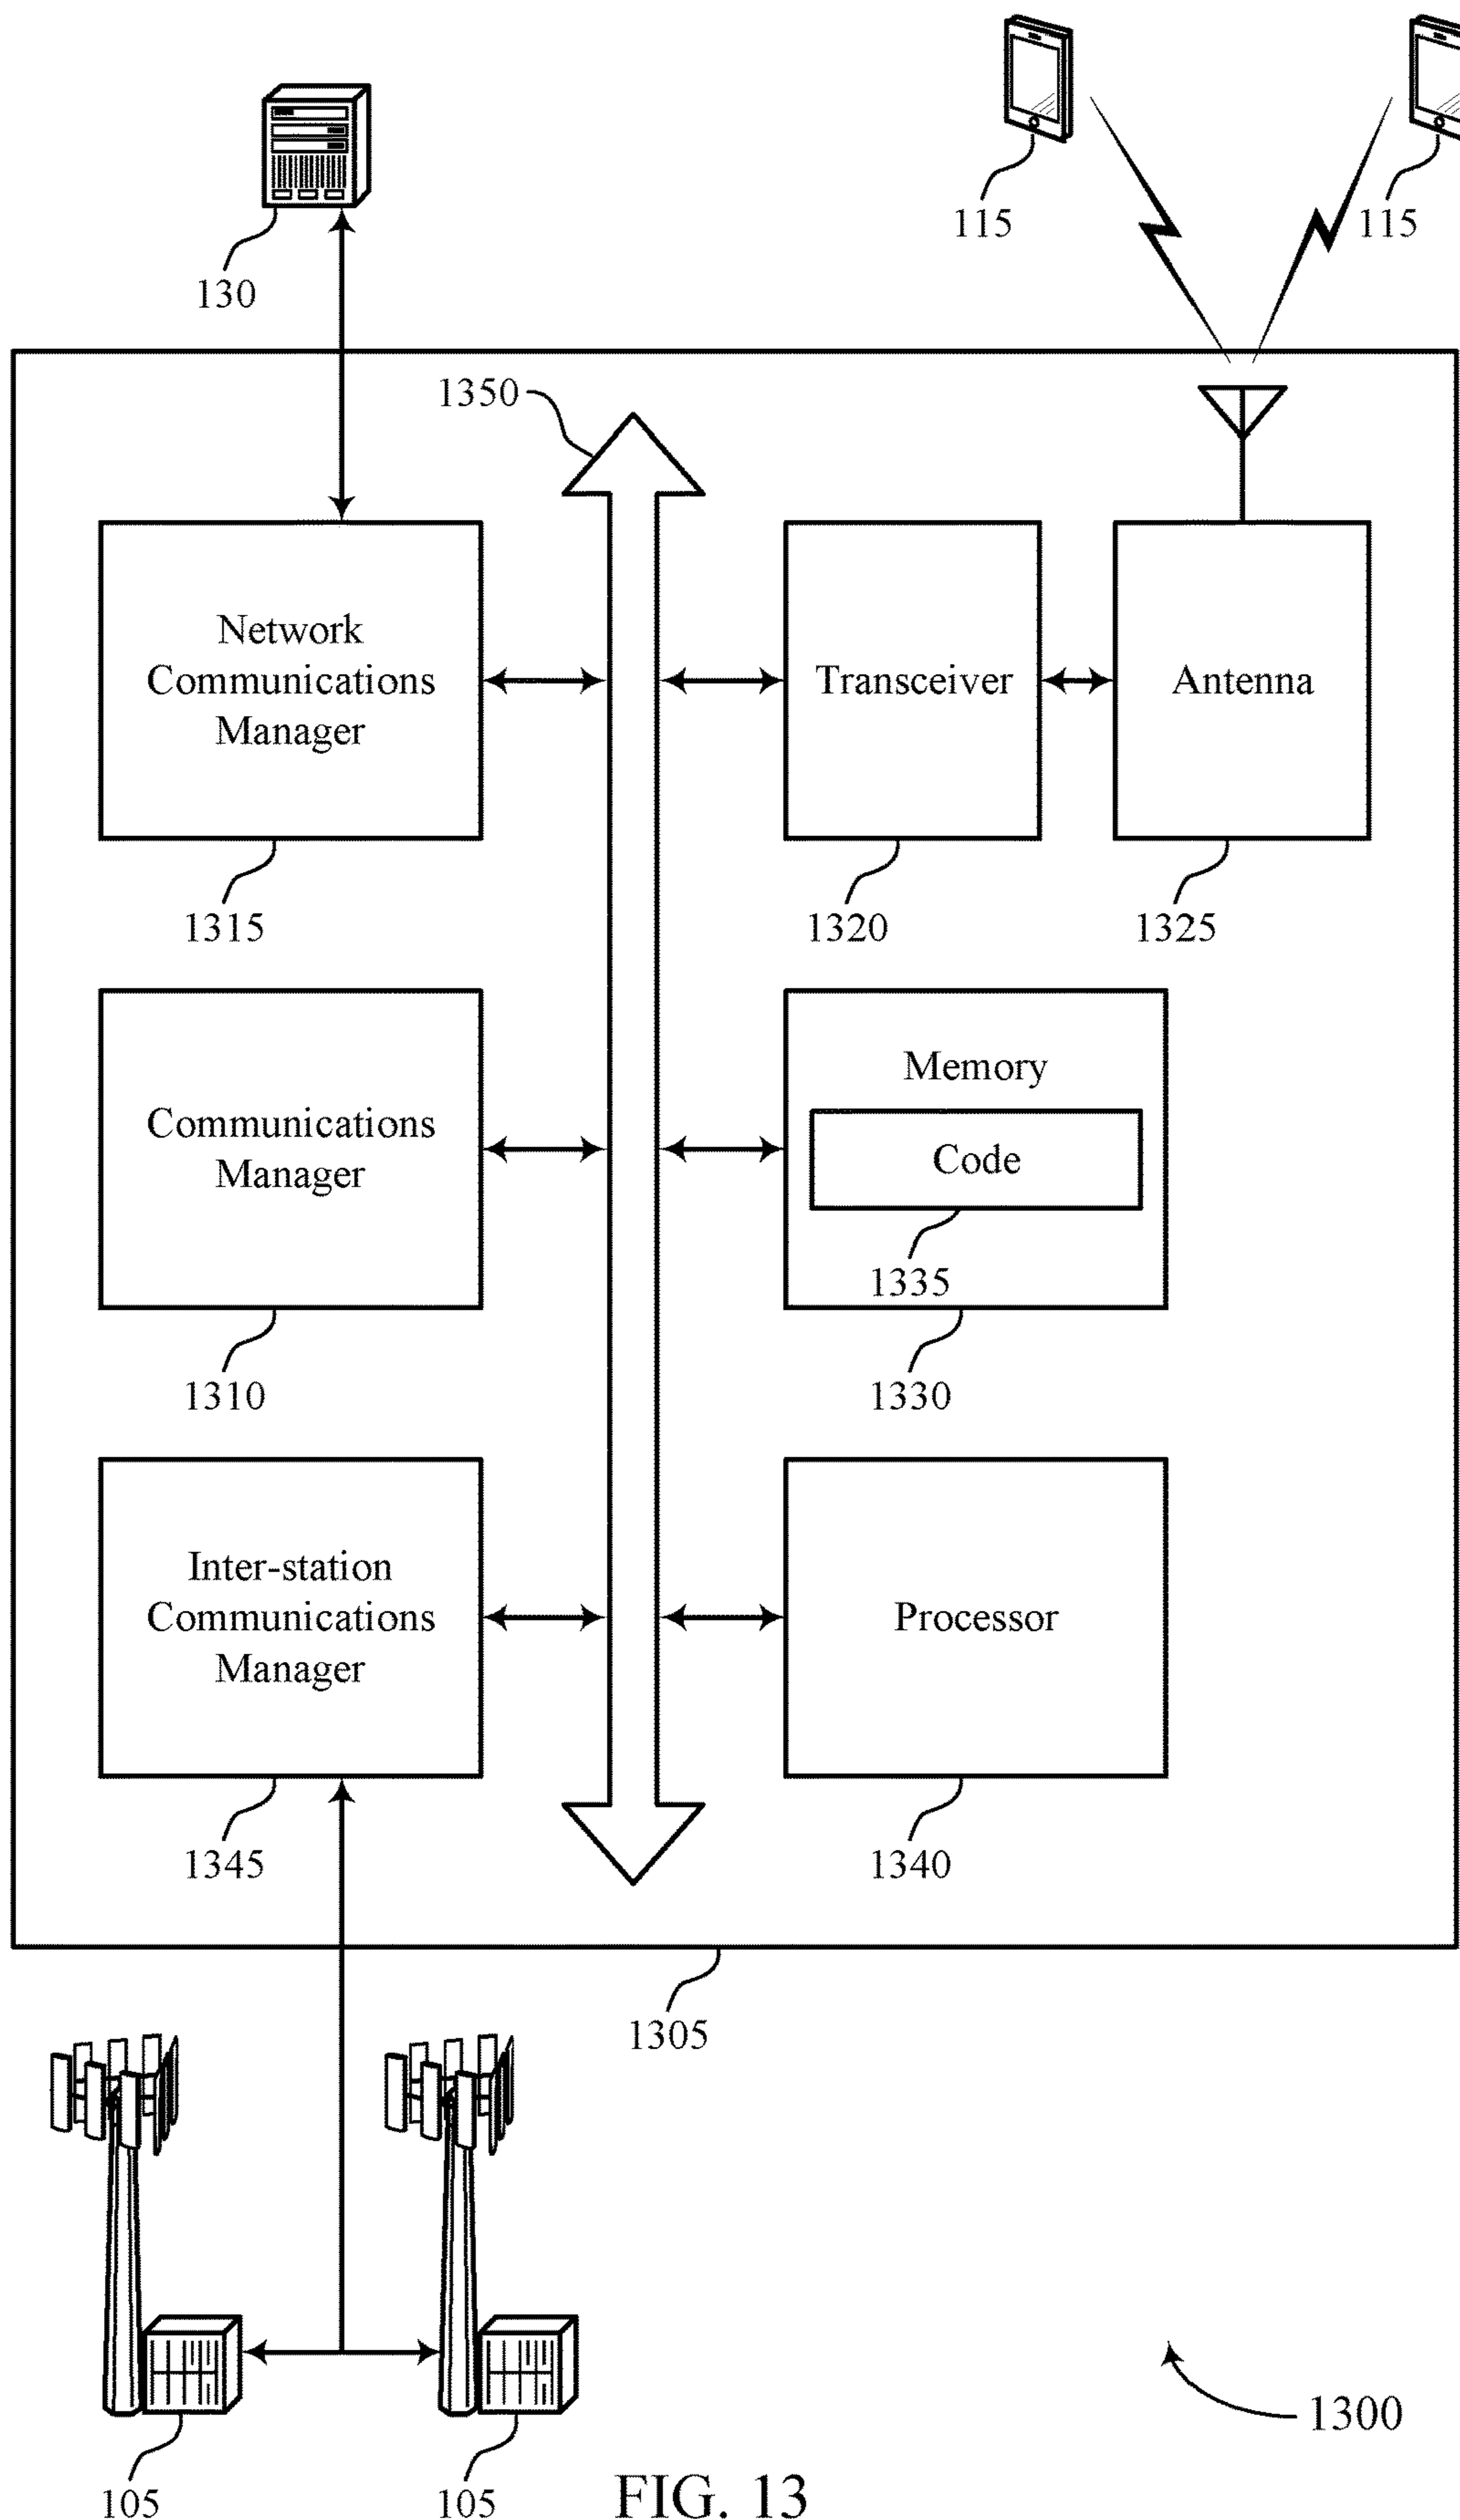 115
115
130
1350
Network
Communications
Manager
Transceiver
Antenna
1315
1320
1325
Communications
Manager
Memory
Code
1335
1310
1330
Inter-station
Communications
Manager
Processor
1345
1340
1305
1300
105
105
FIG. 13